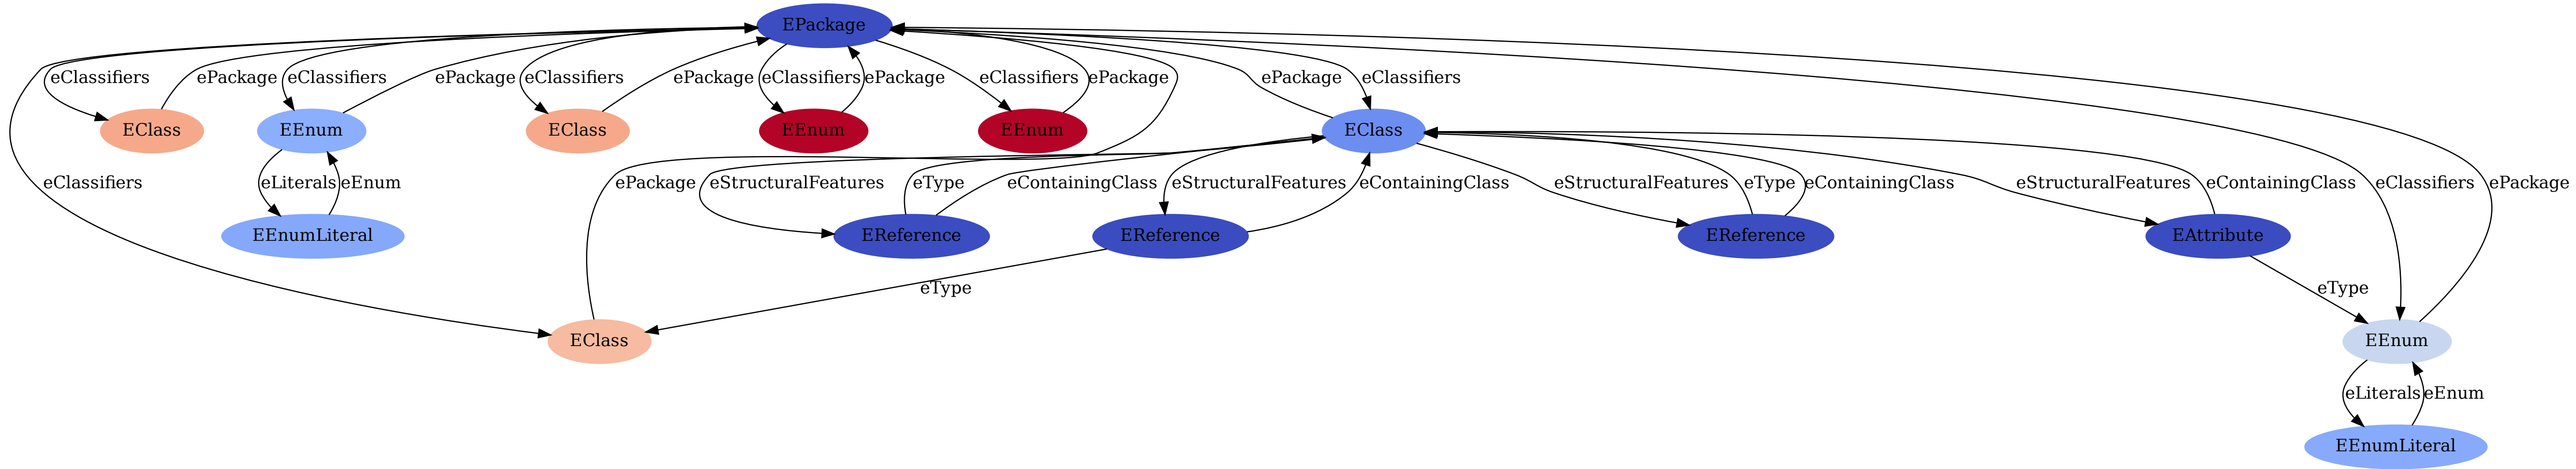 EPackage
eClassifiers
ePackage
eClassifiers
ePackage
eClassifiers
ePackage
eClassifiers
ePackage
eClassifiers
ePackage
ePackage
eClassifiers
EClass
EEnum
EClass
EEnum
EEnum
EClass
eClassifiers
eLiterals
eEnum
ePackage
eStructuralFeatures
eType
eContainingClass
eStructuralFeatures
eContainingClass
eStructuralFeatures
eType
eContainingClass
eStructuralFeatures
eContainingClass
eClassifiers
ePackage
EEnumLiteral
EReference
EReference
EReference
EAttribute
eType
eType
EClass
EEnum
eLiterals
eEnum
EEnumLiteral